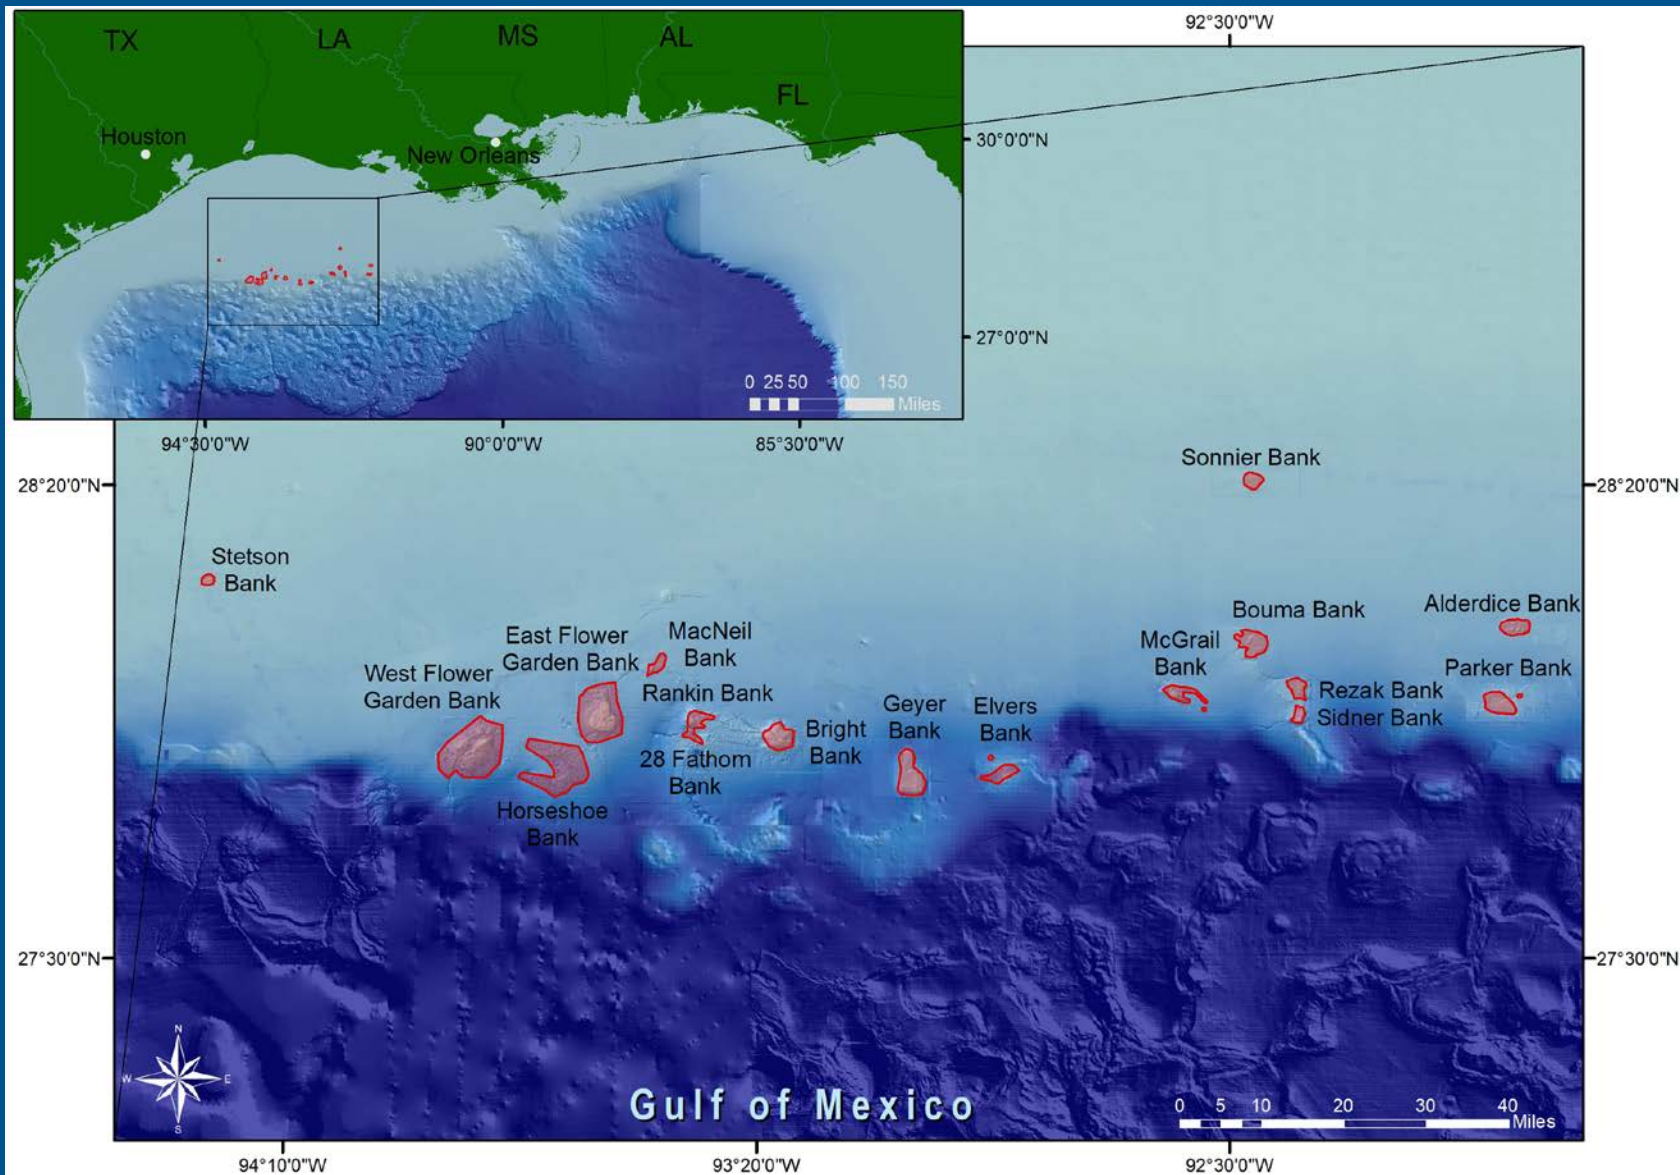 TX
LA
MS
AL
FL
Houston
New Orleans
0 25 50 100 150
Miles
94°30'0"W
90°0'0"W
85°30'0"W
30°0'0"N
27°0'0"N
92°30'0"W
28°20'0"N
28°20'0"N
Sonnier Bank
Stetson
Bank
East Flower
Garden Bank
MacNeil
Bank
West Flower
Garden Bank
Rankin Bank
28 Fathom
Bank
Bright
Bank
Horseshoe
Bank
Geyer
Bank
Elvers
Bank
McGrail
Bank
Bouma Bank
Alderdice Bank
Parker Bank
Rezak Bank
Sidner Bank
27°30'0"N
27°30'0"N
N
W
E
S
Gulf of Mexico
0 5 10 20 30 40
Miles
94°10'0"W
93°20'0"W
92°30'0"W